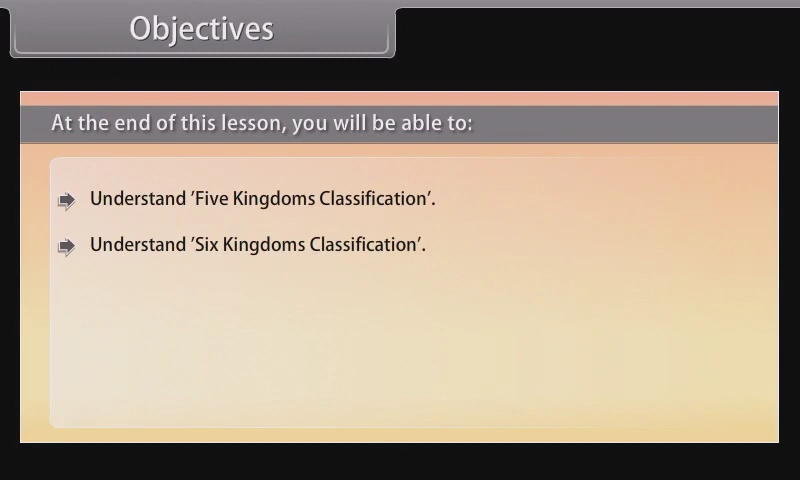 Objectives
At the end of this lesson, you will be able to:
Understand ’Five Kingdoms Classification’.
Understand ’Six Kingdoms Classification’.